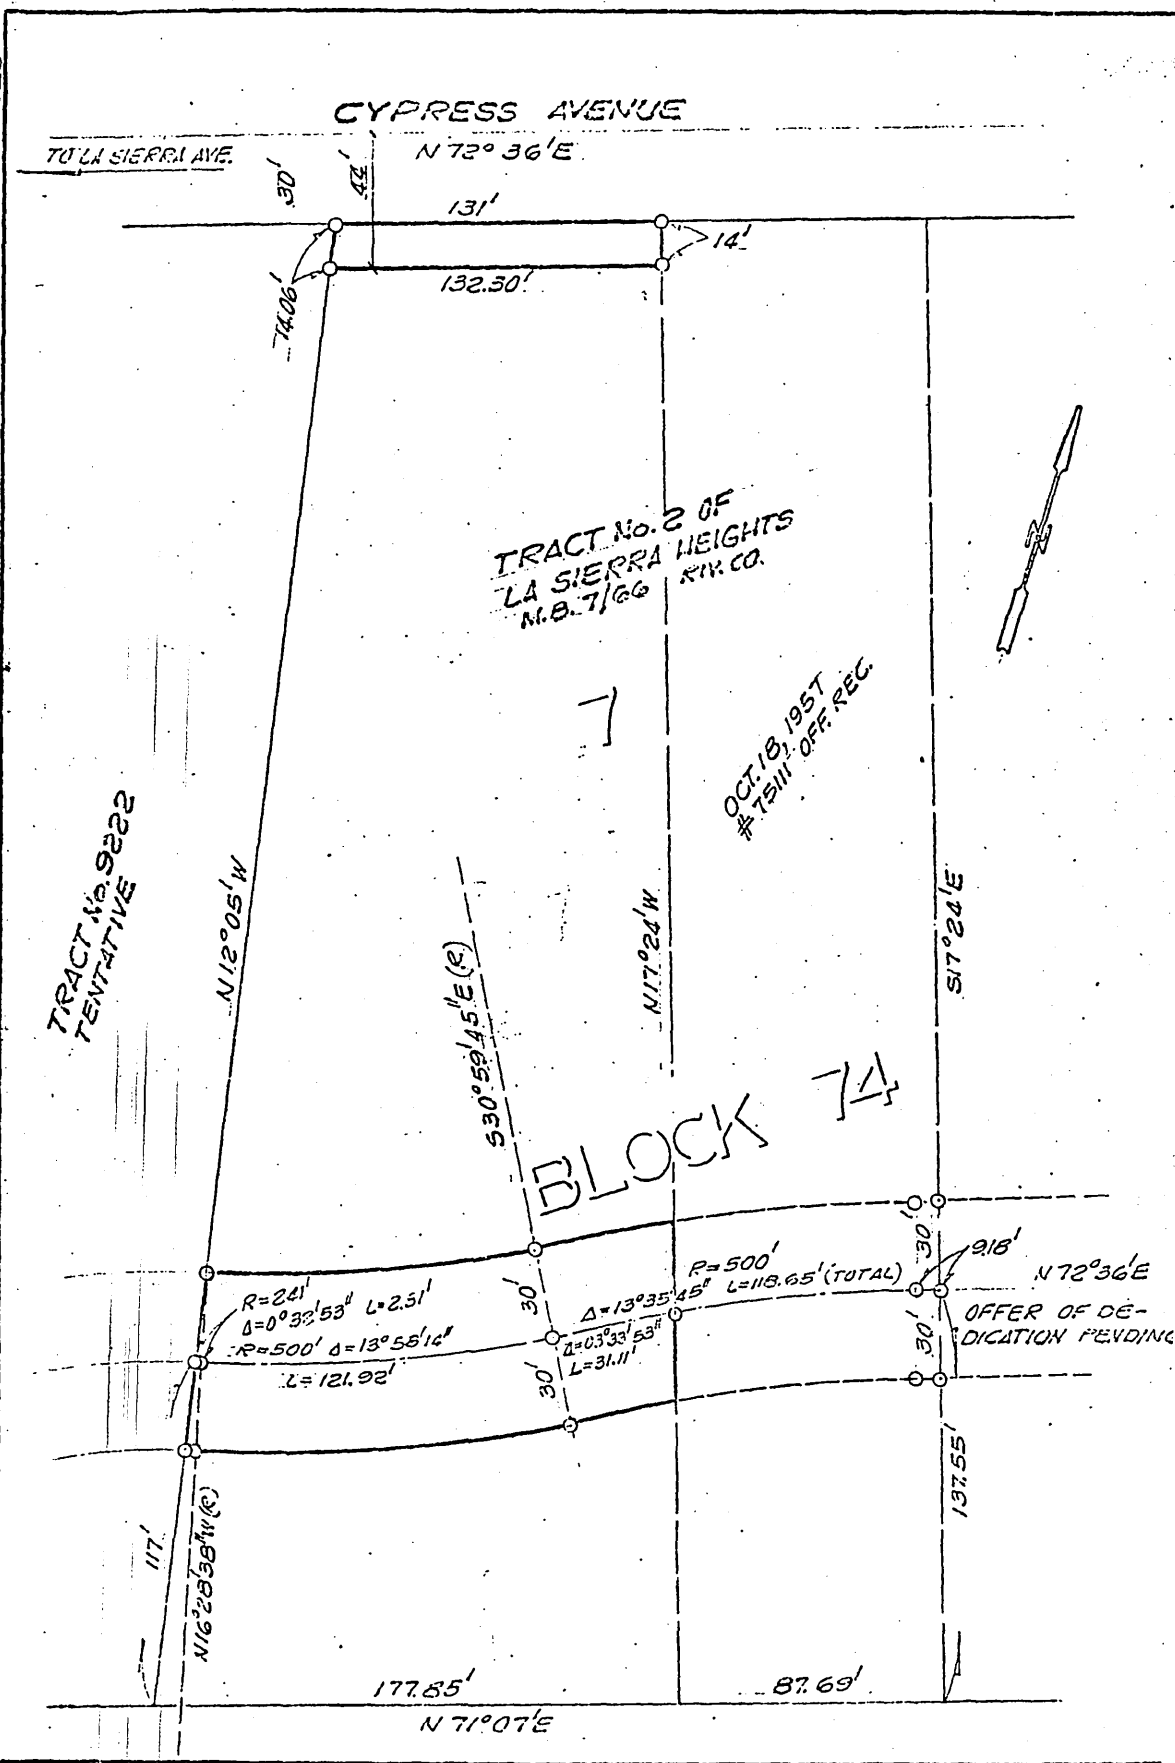 CYPRESS AVENUE
TO LA SIERRA AVE.
N 72° 36' E
30'
44'
131'
14'
132.30'
14.06'
TRACT No. 2 OF
LA SIERRA HEIGHTS
M.B. 7/66 RIV. CO.
7
OCT. 18, 1957
# 75111 OFF. REC.
TRACT No. 9222
TENTATIVE
N 12° 05' W
S 30° 59' 45" E (R)
N 17° 24' W
S 17° 24' E
BLOCK 74
R=241'
Δ=0° 32' 53" L=2.31'
R=500' Δ=13° 58' 14"
L=121.92'
30'
30'
Δ=13° 35' 45"
R=500'
L=118.65' (TOTAL)
Δ=03° 33' 53"
L=31.11'
30'
30'
9.18'
N 72° 36' E
OFFER OF DE-
DICATION PENDING
137.55'
117'
N 16° 28' 38" W (R)
177.85'
87.69'
N 71° 07' E